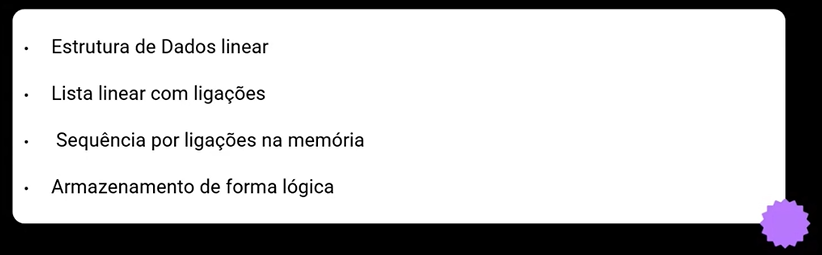 • Estrutura de Dados linear
• Lista linear com ligações
• Sequência por ligações na memória
• Armazenamento de forma lógica